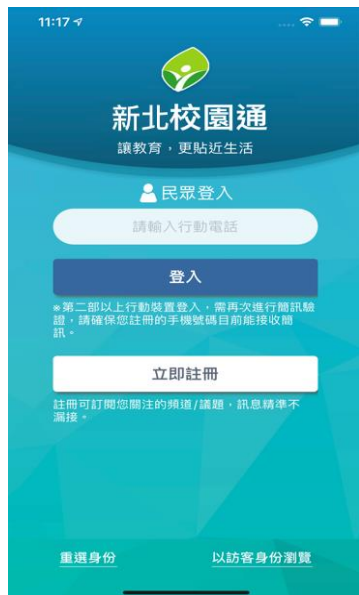 11:17
新北校園通
讓教育，更貼近生活
民眾登入
請輸入行動電話
登入
※第二部以上行動裝置登入，需再次進行簡訊驗
證，請確保您註冊的手機號碼目前能接收簡
訊。
立即註冊
註冊可訂閱您關注的頻道/議題，訊息精準不
漏接。
重選身份
以訪客身份瀏覽